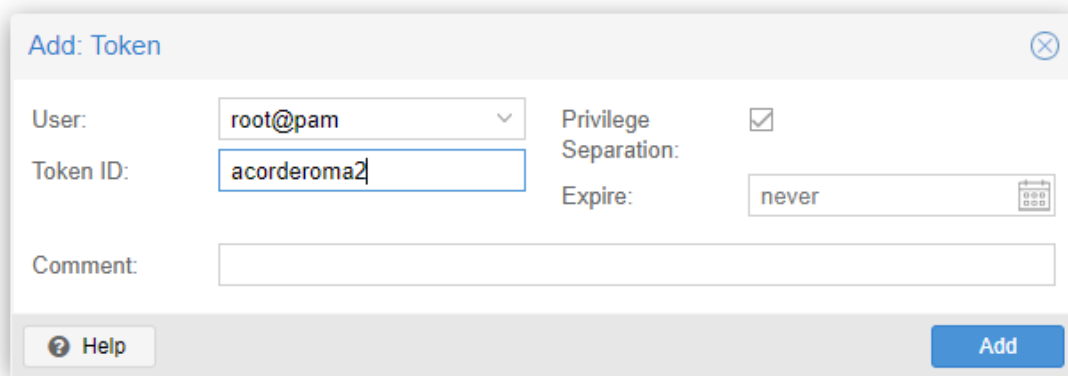 Add: Token
User:
root@pam
Privilege
Separation:
Token ID:
acorderoma2
Expire:
never
Comment:
Help
Add